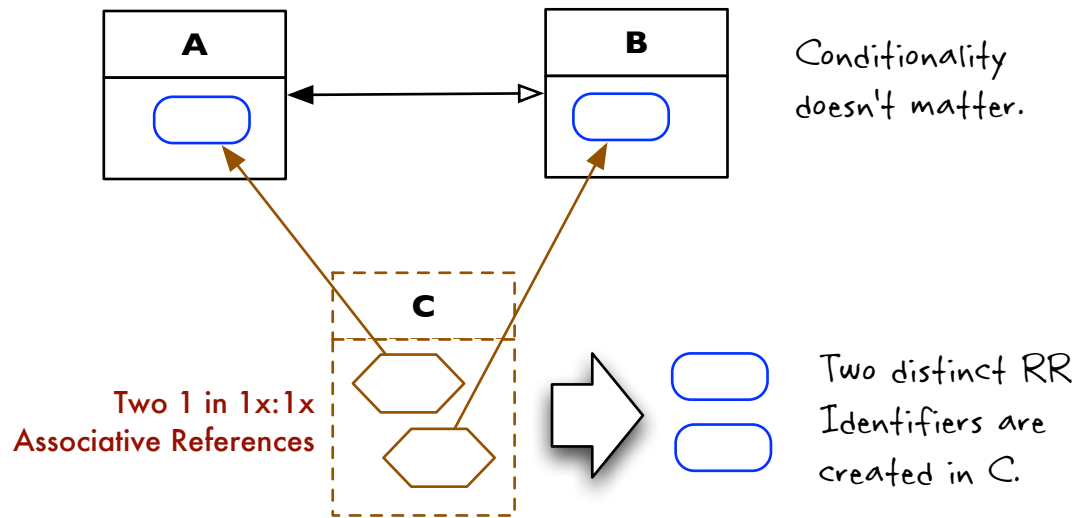 A
B
Conditionality
doesn't matter.
C
Two 1 in 1x:1x
Associative References
Two distinct RR
Identifiers are
created in C.